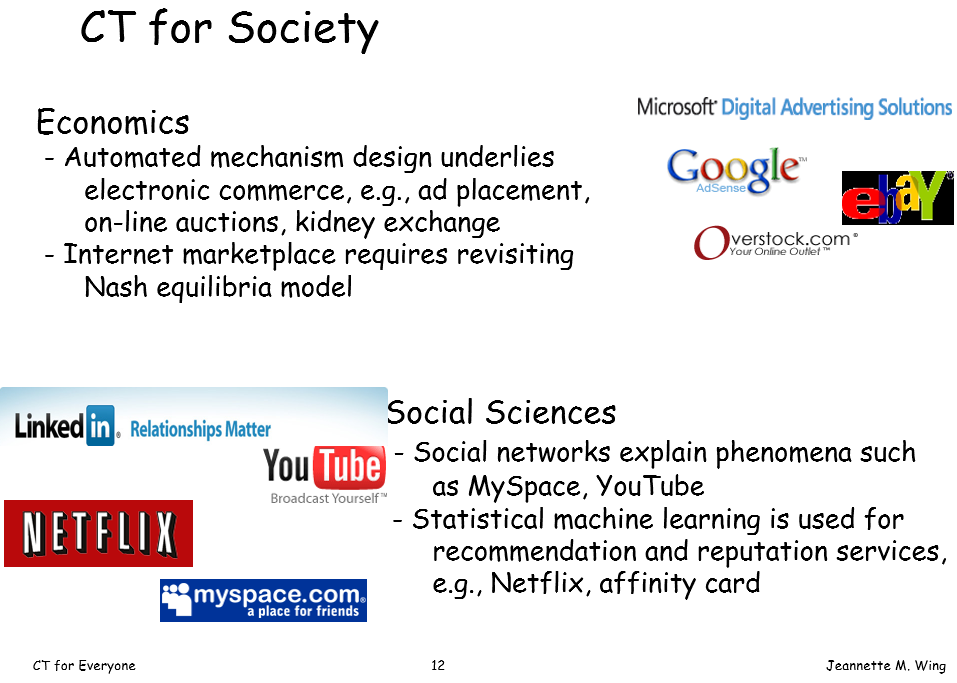 CT for Society
Economics
- Automated mechanism design underlies
electronic commerce, e.g., ad placement,
on-line auctions, kidney exchange
- Internet marketplace requires revisiting
Nash equilibria model
Microsoft® Digital Advertising Solutions
Google™
AdSense
ebaY®
Overstock.com®
Your Online Outlet™
LinkedIn® Relationships Matter
YouTube
Broadcast Yourself™
NETFLIX
myspace.com®
a place for friends
Social Sciences
- Social networks explain phenomena such
as MySpace, YouTube
- Statistical machine learning is used for
recommendation and reputation services,
e.g., Netflix, affinity card
CT for Everyone 12 Jeannette M. Wing